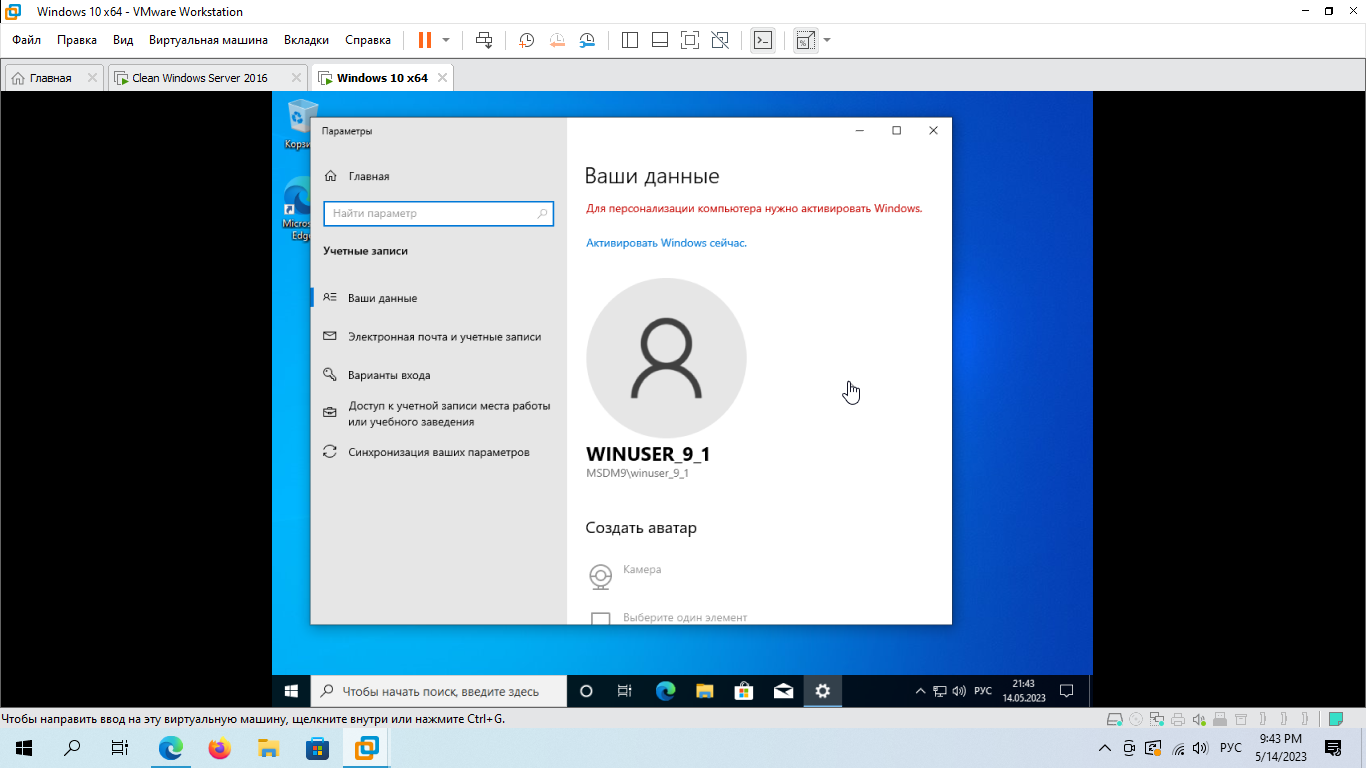 Windows 10 x64 - VMware Workstation
Файл Правка Вид Виртуальная машина Вкладки Справка
Главная Clean Windows Server 2016 Windows 10 x64
Корзи
Micros
Edg
Параметры
Главная
Найти параметр
Учетные записи
Ваши данные
Электронная почта и учетные записи
Варианты входа
Доступ к учетной записи места работы
или учебного заведения
Синхронизация ваших параметров
Ваши данные
Для персонализации компьютера нужно активировать Windows.
Активировать Windows сейчас.
WINUSER_9_1
MSDM9\winuser_9_1
Создать аватар
Камера
Выберите один элемент
Чтобы начать поиск, введите здесь
РУС
21:43
14.05.2023
Чтобы направить ввод на эту виртуальную машину, щелкните внутри или нажмите Ctrl+G.
РУС
9:43 PM
5/14/2023